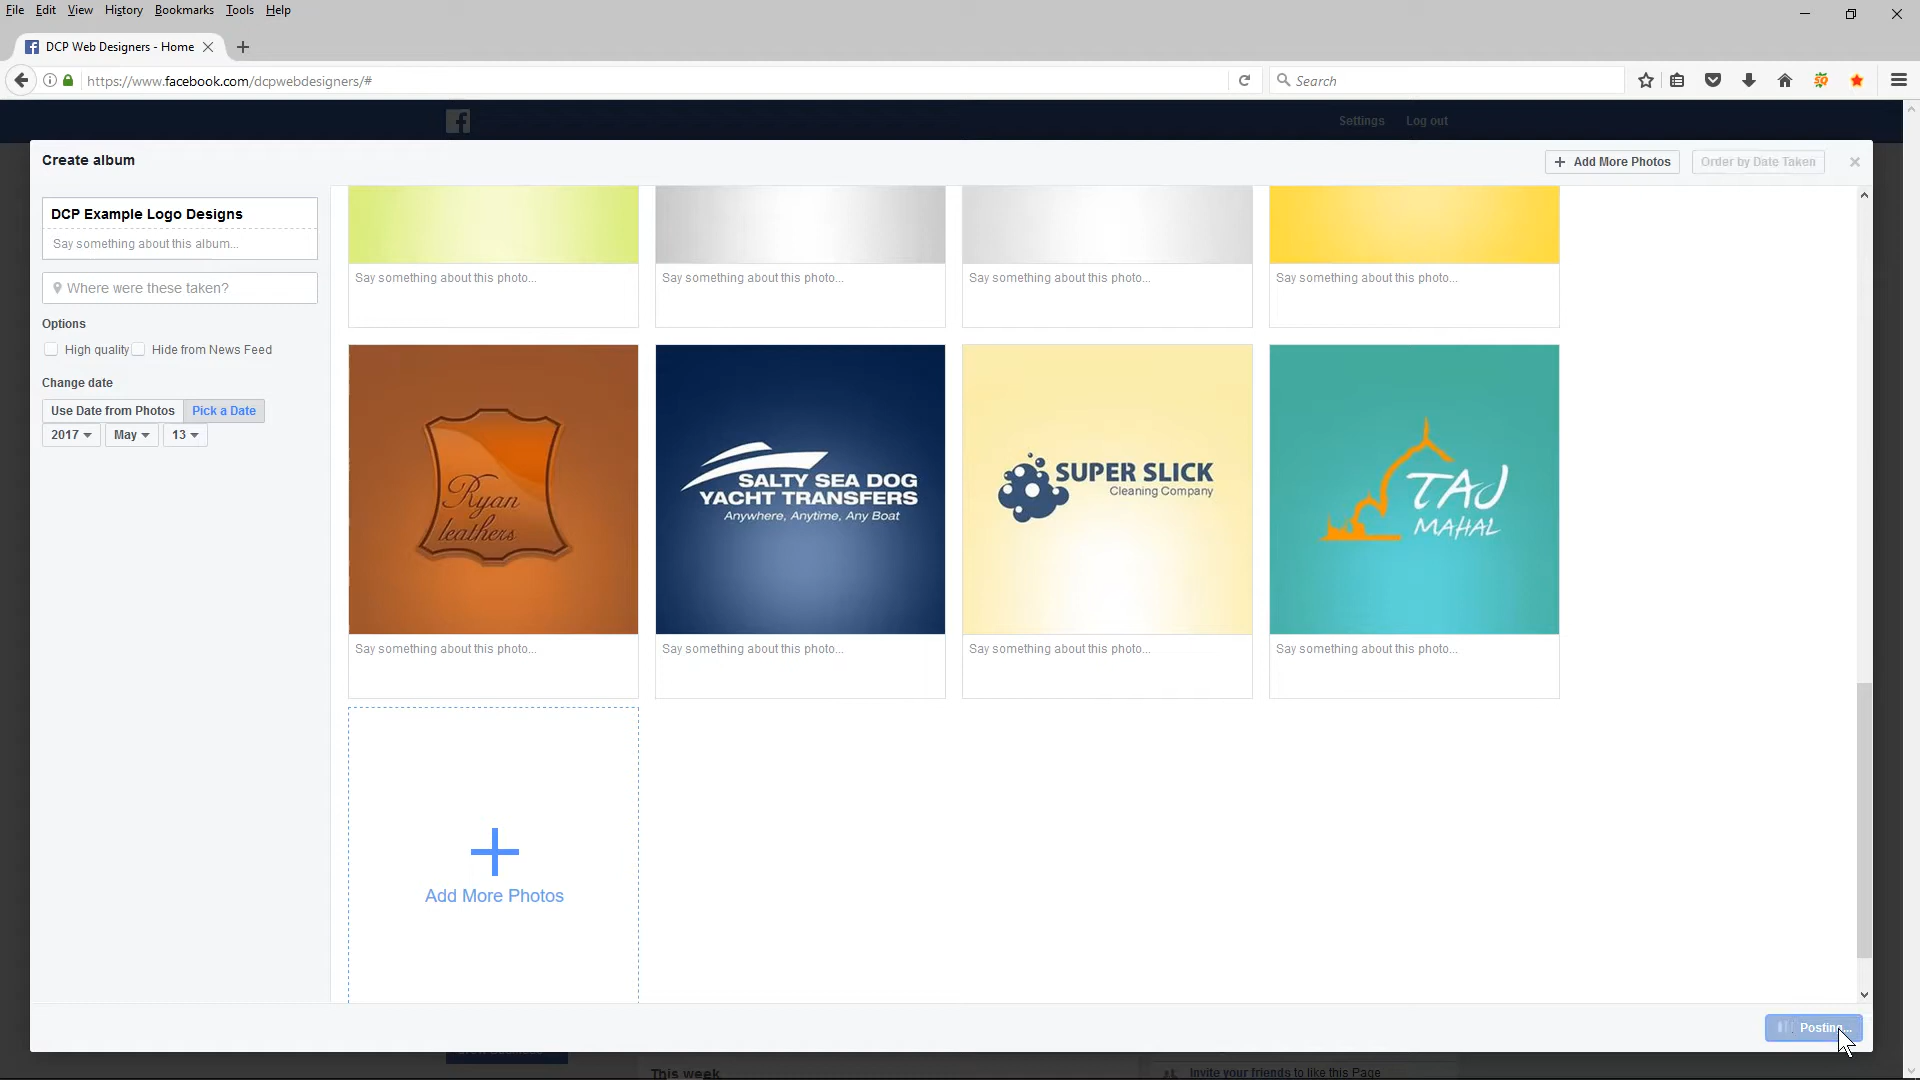 File Edit View History Bookmarks Tools Help
DCP Web Designers - Home
https://www.facebook.com/dcpwebdesigners/#
Search
Settings Log out
Create album
Add More Photos
Order by Date Taken
DCP Example Logo Designs
Say something about this album...
Where were these taken?
Options
High quality Hide from News Feed
Change date
Use Date from Photos Pick a Date
2017 May 13
Say something about this photo... Say something about this photo... Say something about this photo... Say something about this photo...
Ryan
leathers
SALTY SEA DOG
YACHT TRANSFERS
Anywhere, Anytime, Any Boat
SUPER SLICK
Cleaning Company
TAJ
MAHAL
Say something about this photo... Say something about this photo... Say something about this photo... Say something about this photo...
Add More Photos
Posting...
This week
Invite your friends to like this Page